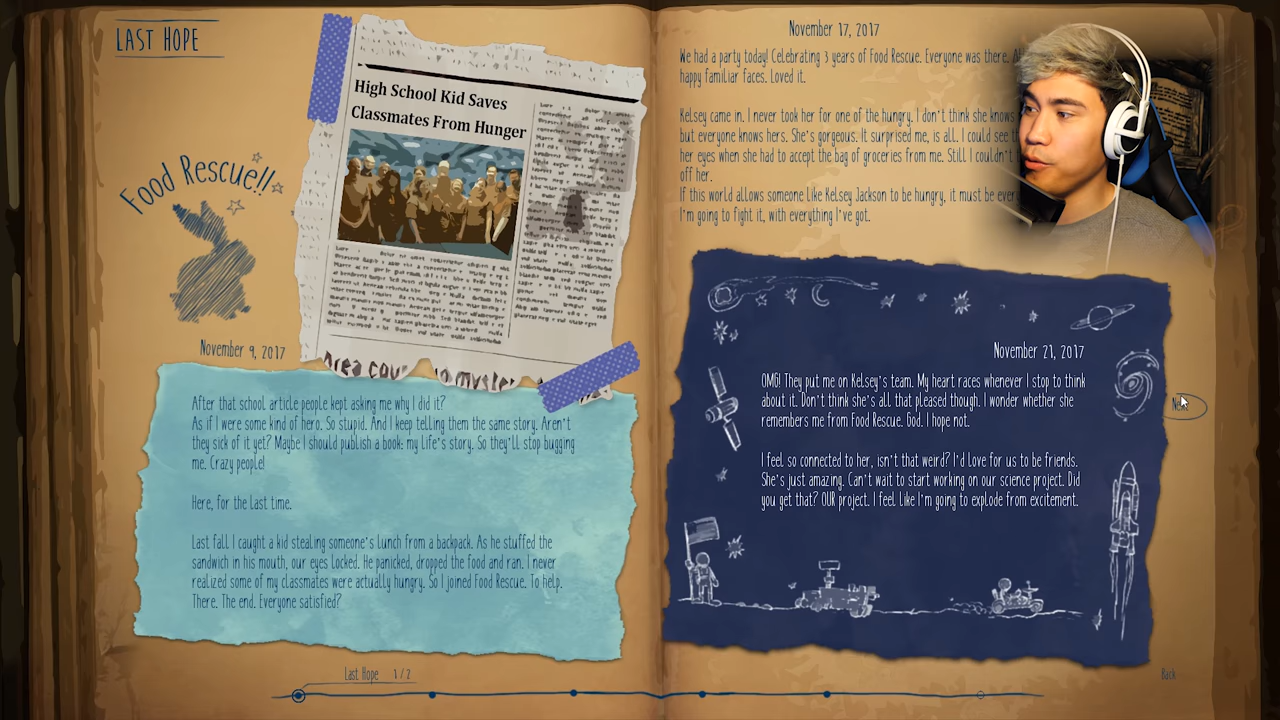 LAST HOPE
Food Rescue!!
High School Kid Saves
Classmates From Hunger
November 9, 2017
After that school article people kept asking me why I did it?
As if I were some kind of hero. So stupid. And I keep telling them the same story. Aren't
they sick of it yet? Maybe I should publish a book: my life's story. So they'll stop bugging
me. Crazy people!
Here, for the last time.
Last fall I caught a kid stealing someone's lunch from a backpack. As he stuffed the
sandwich in his mouth, our eyes locked. He panicked, dropped the food and ran. I never
realized some of my classmates were actually hungry. So I joined Food Rescue. To help.
There. The end. Everyone satisfied?
November 17, 2017
We had a party today! Celebrating 3 years of Food Rescue. Everyone was there.
happy familiar faces. Loved it.
Kelsey came in. I never took her for one of the hungry. I don't think she knows
but everyone knows hers. She's gorgeous. It surprised me, is all. I could see
her eyes when she had to accept the bag of groceries from me. Still I couldn't
off her.
If this world allows someone like Kelsey Jackson to be hungry, it must be
I'm going to fight it, with everything I've got.
November 21, 2017
OMG! They put me on Kelsey's team. My heart races whenever I stop to think
about it. Don't think she's all that pleased though. I wonder whether she
remembers me from Food Rescue. God. I hope not.
I feel so connected to her, isn't that weird? I'd love for us to be friends.
She's just amazing. Can't wait to start working on our science project. Did
you get that? OUR project. I feel like I'm going to explode from excitement.
Last Hope 1/2
Back